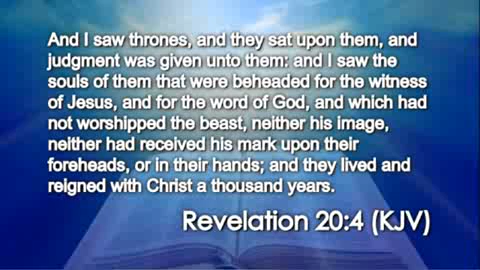 And I saw thrones, and they sat upon them, and
judgment was given unto them: and I saw the
souls of them that were beheaded for the witness
of Jesus, and for the word of God, and which had
not worshipped the beast, neither his image,
neither had received his mark upon their
foreheads, or in their hands; and they lived and
reigned with Christ a thousand years.
Revelation 20:4 (KJV)